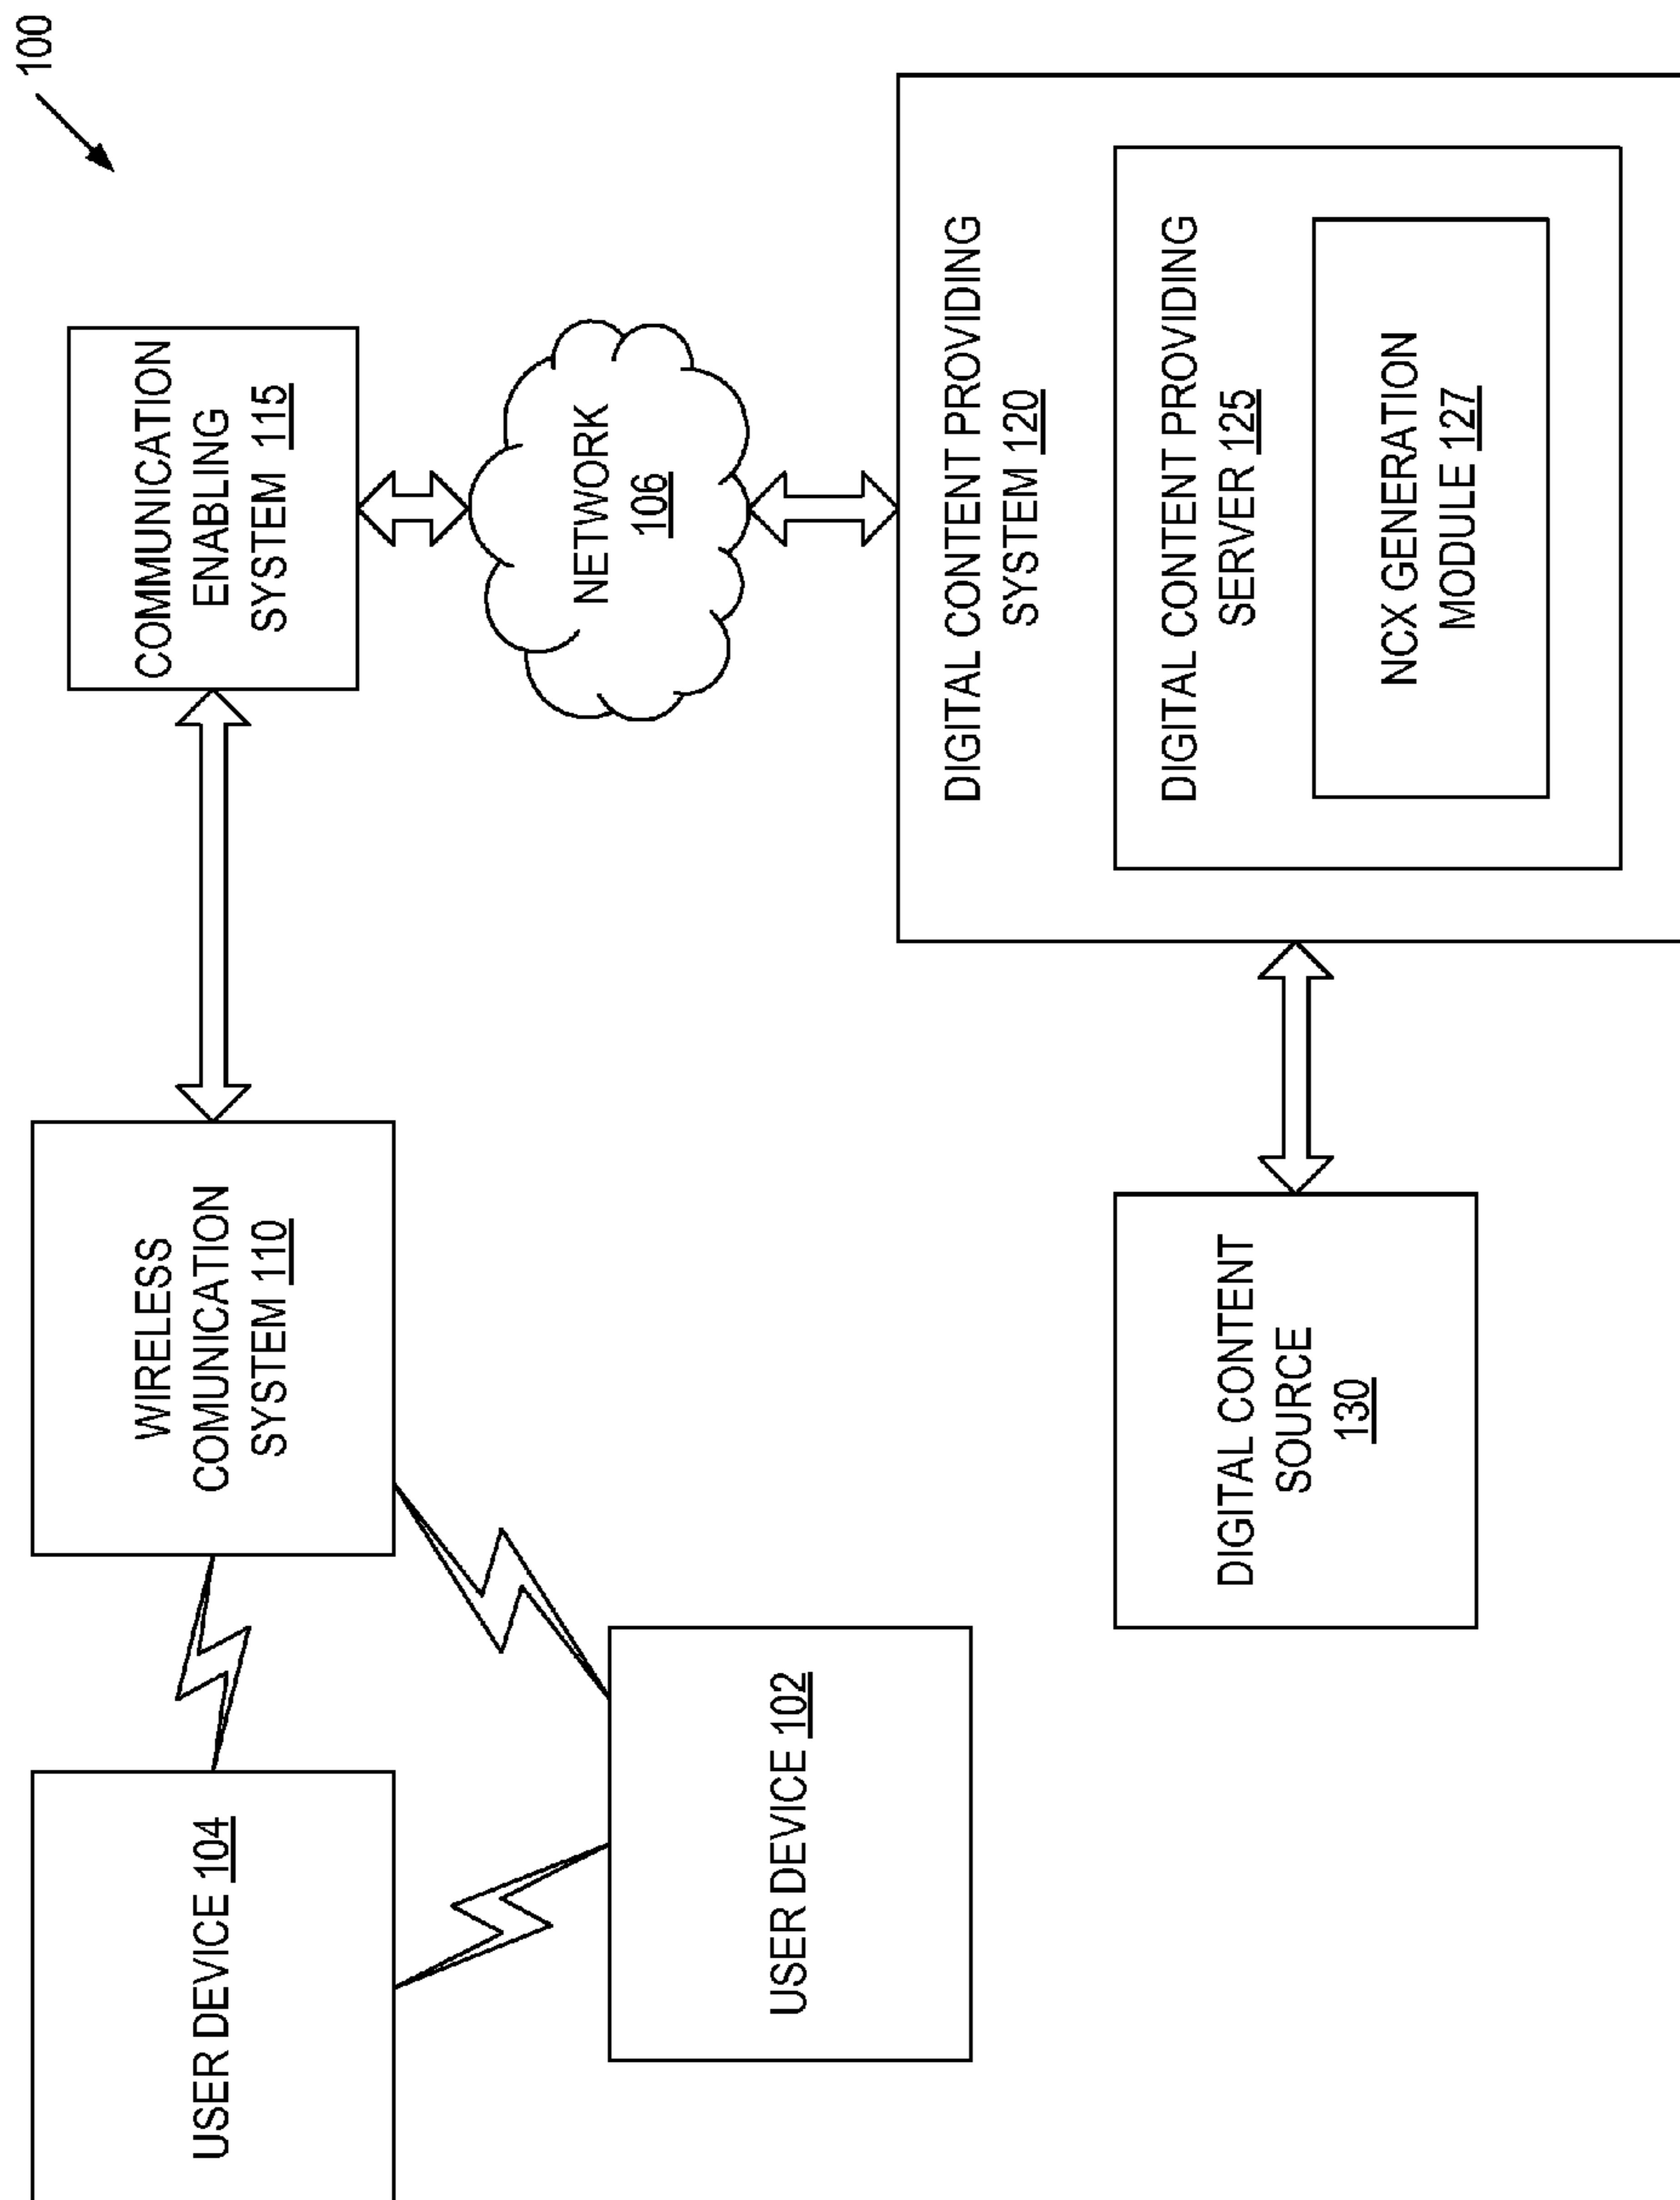 100
USER DEVICE 104
WIRELESS
COMUNICATION
SYSTEM 110
COMMUNICATION
ENABLING
SYSTEM 115
NETWORK
106
USER DEVICE 102
DIGITAL CONTENT PROVIDING
SYSTEM 120
DIGITAL CONTENT PROVIDING
SERVER 125
NCX GENERATION
MODULE 127
DIGITAL CONTENT
SOURCE
130